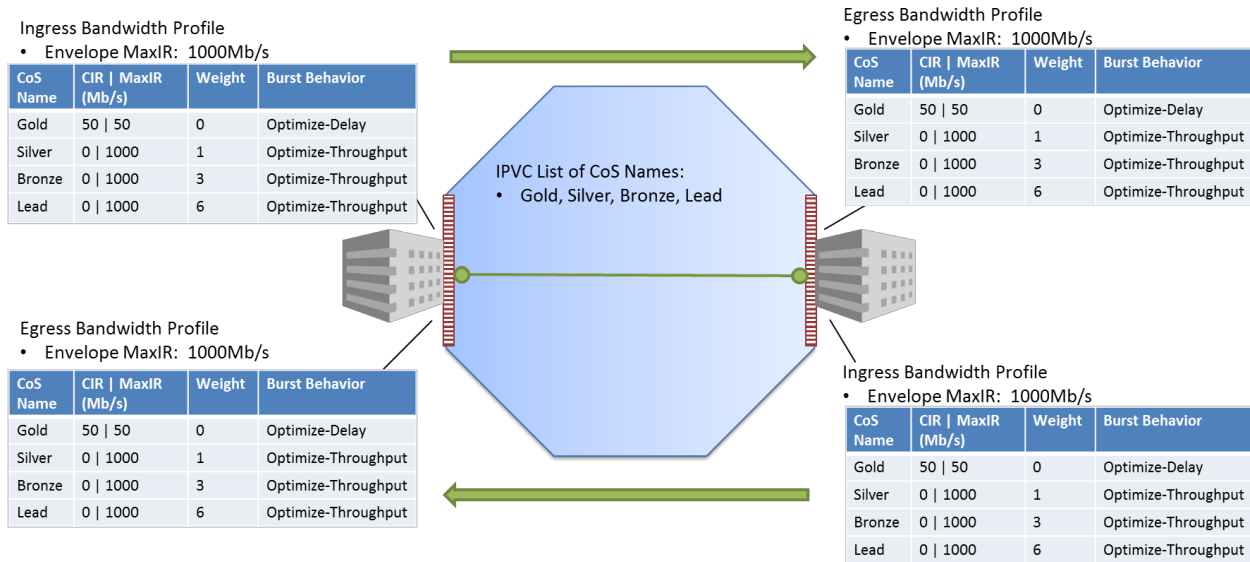 Ingress Bandwidth Profile
• Envelope MaxIR: 1000Mb/s
CoS Name | CIR | MaxIR (Mb/s) | Weight | Burst Behavior
Gold 50 | 50 0 Optimize-Delay
Silver 0 | 1000 1 Optimize-Throughput
Bronze 0 | 1000 3 Optimize-Throughput
Lead 0 | 1000 6 Optimize-Throughput
Egress Bandwidth Profile
• Envelope MaxIR: 1000Mb/s
CoS Name CIR | MaxIR (Mb/s) Weight Burst Behavior
Gold 50 | 50 0 Optimize-Delay
Silver 0 | 1000 1 Optimize-Throughput
Bronze 0 | 1000 3 Optimize-Throughput
Lead 0 | 1000 6 Optimize-Throughput
IPVC List of CoS Names:
• Gold, Silver, Bronze, Lead
Egress Bandwidth Profile
• Envelope MaxIR: 1000Mb/s
CoS Name CIR | MaxIR (Mb/s) Weight Burst Behavior
Gold 50 | 50 0 Optimize-Delay
Silver 0 | 1000 1 Optimize-Throughput
Bronze 0 | 1000 3 Optimize-Throughput
Lead 0 | 1000 6 Optimize-Throughput
Ingress Bandwidth Profile
• Envelope MaxIR: 1000Mb/s
CoS Name CIR | MaxIR (Mb/s) Weight Burst Behavior
Gold 50 | 50 0 Optimize-Delay
Silver 0 | 1000 1 Optimize-Throughput
Bronze 0 | 1000 3 Optimize-Throughput
Lead 0 | 1000 6 Optimize-Throughput